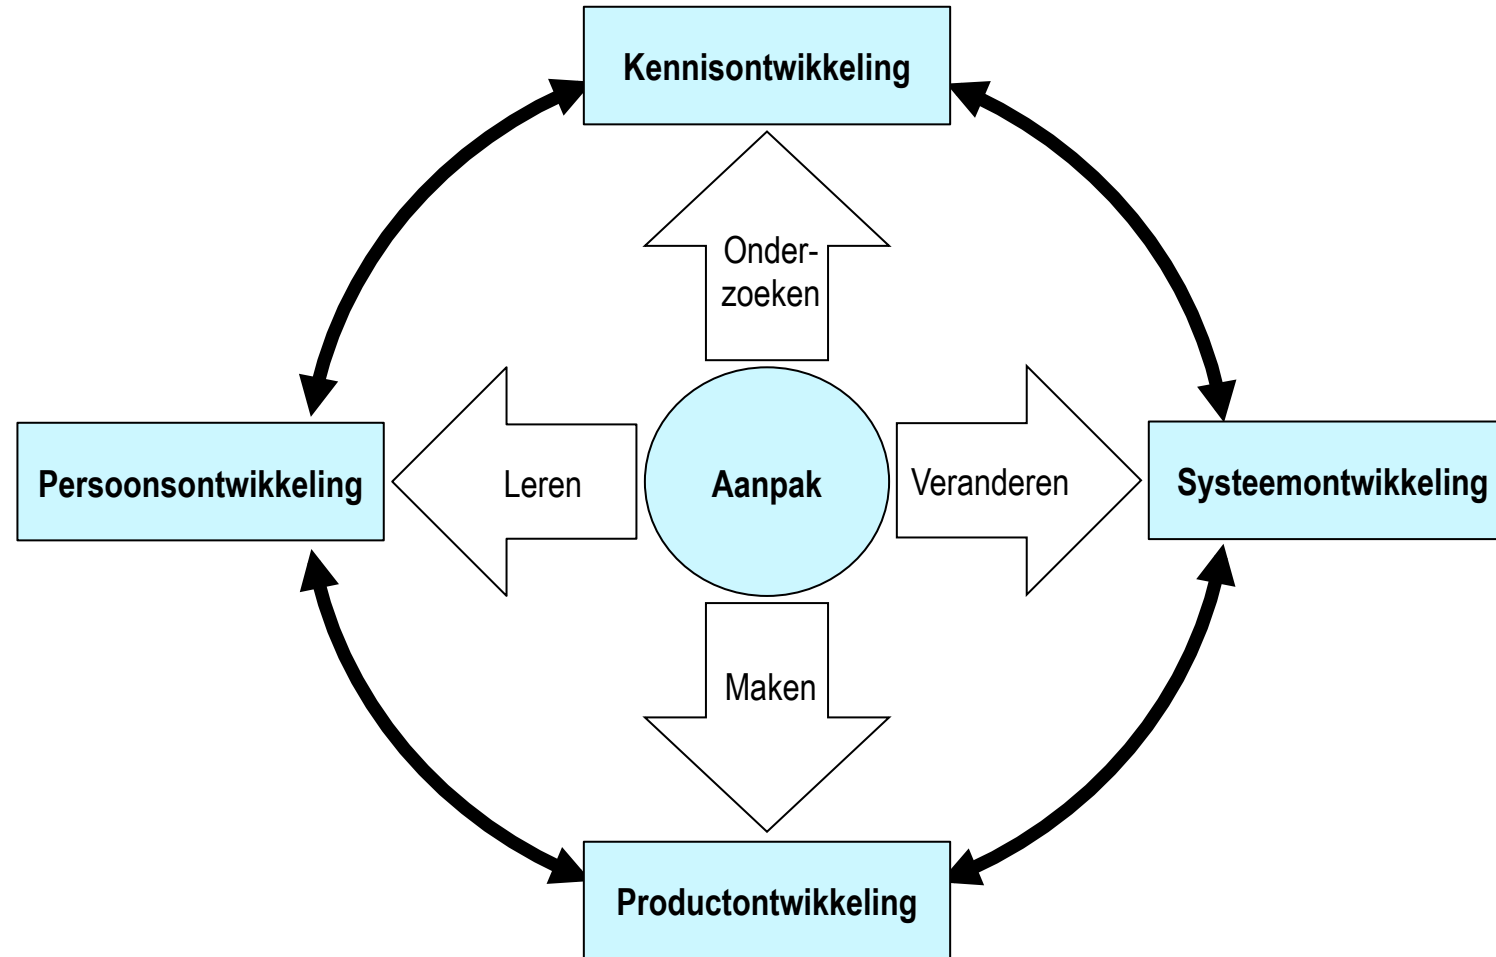 Kennisontwikkeling
Onder-
zoeken
Persoonsontwikkeling
Leren
Aanpak
Veranderen
Systeemontwikkeling
Maken
Productontwikkeling